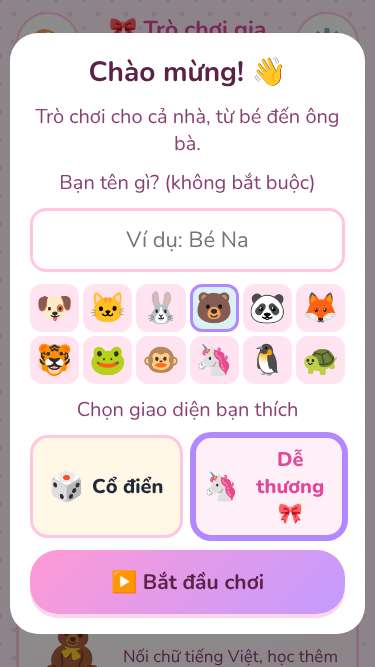 Trò chơi gia
Chào mừng! 👋
Trò chơi cho cả nhà, từ bé đến ông
bà.
Bạn tên gì? (không bắt buộc)
Ví dụ: Bé Na
Chọn giao diện bạn thích
Cổ điển
Dễ
thương
Bắt đầu chơi
Nối chữ tiếng Việt, học thêm